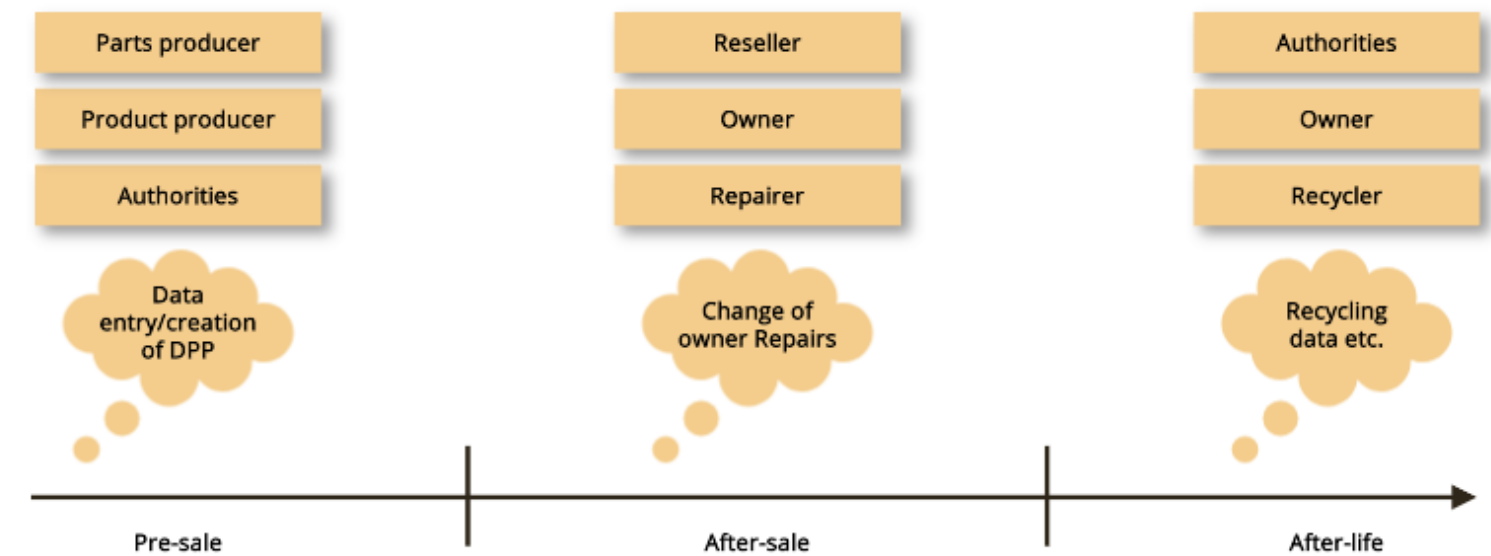 Parts producer
Product producer
Authorities
Data
entry/creation
of DPP
Reseller
Owner
Repairer
Change of
owner Repairs
Authorities
Owner
Recycler
Recycling
data etc.
Pre-sale
After-sale
After-life